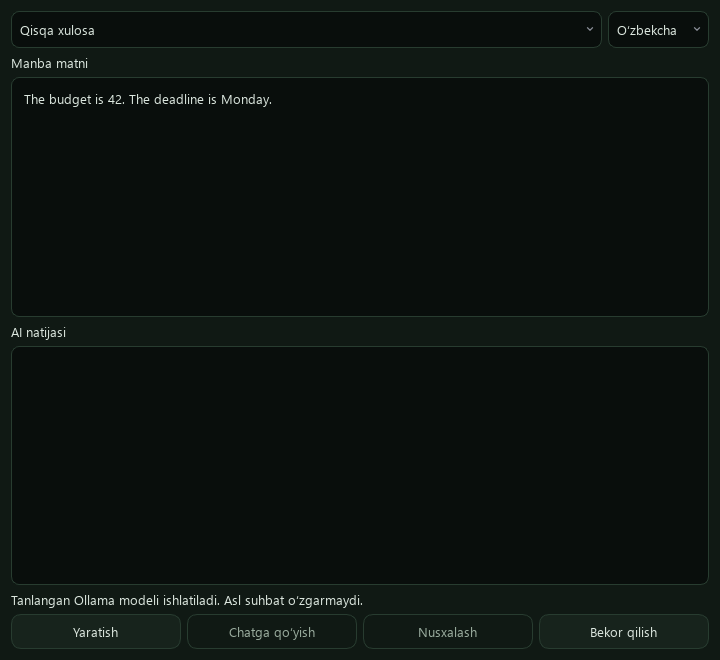 Qisqa xulosa
O‘zbekcha
Manba matni
The budget is 42. The deadline is Monday.
AI natijasi
Tanlangan Ollama modeli ishlatiladi. Asl suhbat o‘zgarmaydi.
Yaratish
Chatga qo‘yish
Nusxalash
Bekor qilish